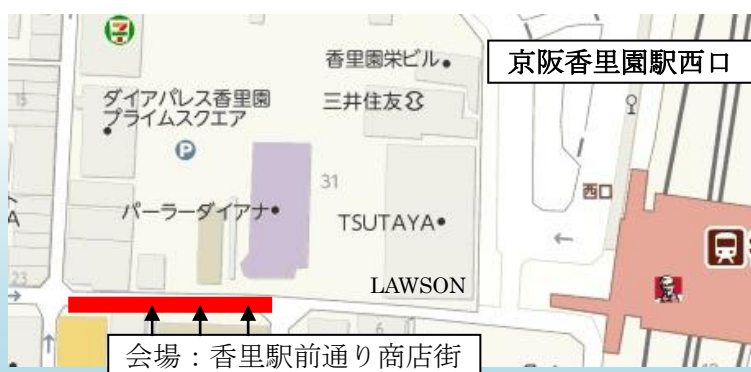 香里園栄ビル
京阪香里園駅西口
ダイアパレス香里園
プライムスクエア
三井住友
15
P
31
西口
パーラーダイアナ
TSUTAYA
A
23
LAWSON
KFC
6
会場:香里駅前通り商店街